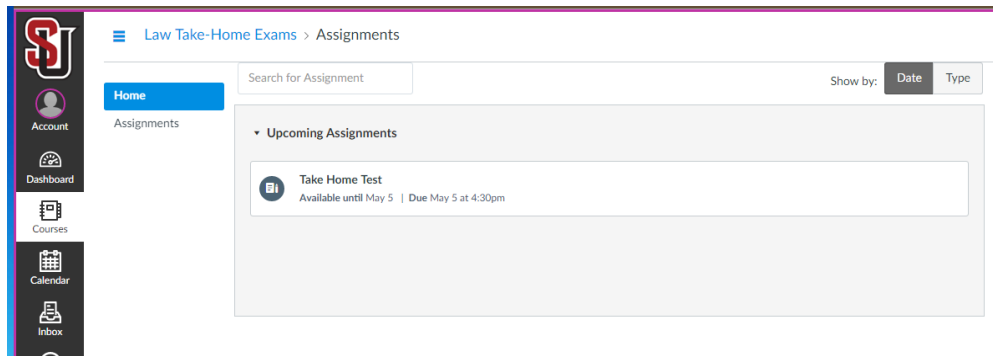 SU
Account
Dashboard
Courses
Calendar
Inbox
Law Take-Home Exams > Assignments
Home
Assignments
Search for Assignment
Show by: Date Type
Upcoming Assignments
Take Home Test
Available until May 5 | Due May 5 at 4:30pm